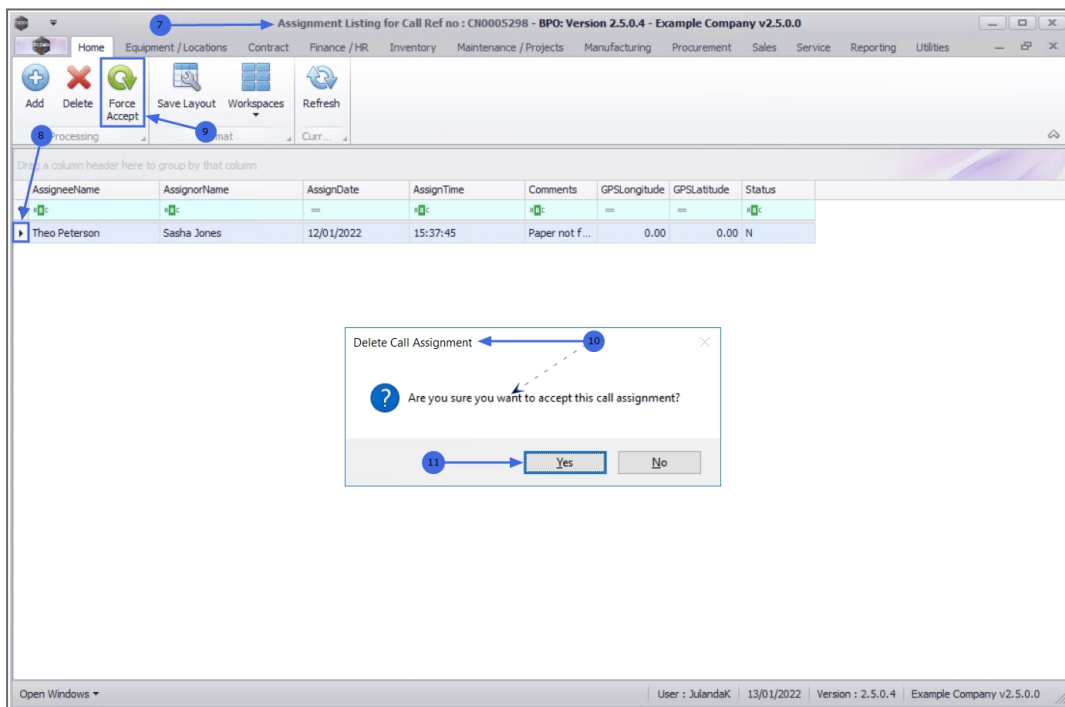 7
Assignment Listing for Call Ref no : CN0005298 - BPO: Version 2.5.0.4 - Example Company v2.5.0.0
Home Equipment / Locations Contract Finance / HR Inventory Maintenance / Projects Manufacturing Procurement Sales Service Reporting Utilities
Add Delete Force Accept Save Layout Workspaces Refresh
8 Processing 9 mat Curr...
Drag a column header here to group by that column
AssigneeName AssignorName AssignDate AssignTime Comments GPSLongitude GPSLatitude Status
Theo Peterson Sasha Jones 12/01/2022 15:37:45 Paper not f... 0.00 0.00 N
Delete Call Assignment 10
Are you sure you want to accept this call assignment?
11 Yes No
Open Windows User : JulandaK 13/01/2022 Version : 2.5.0.4 Example Company v2.5.0.0